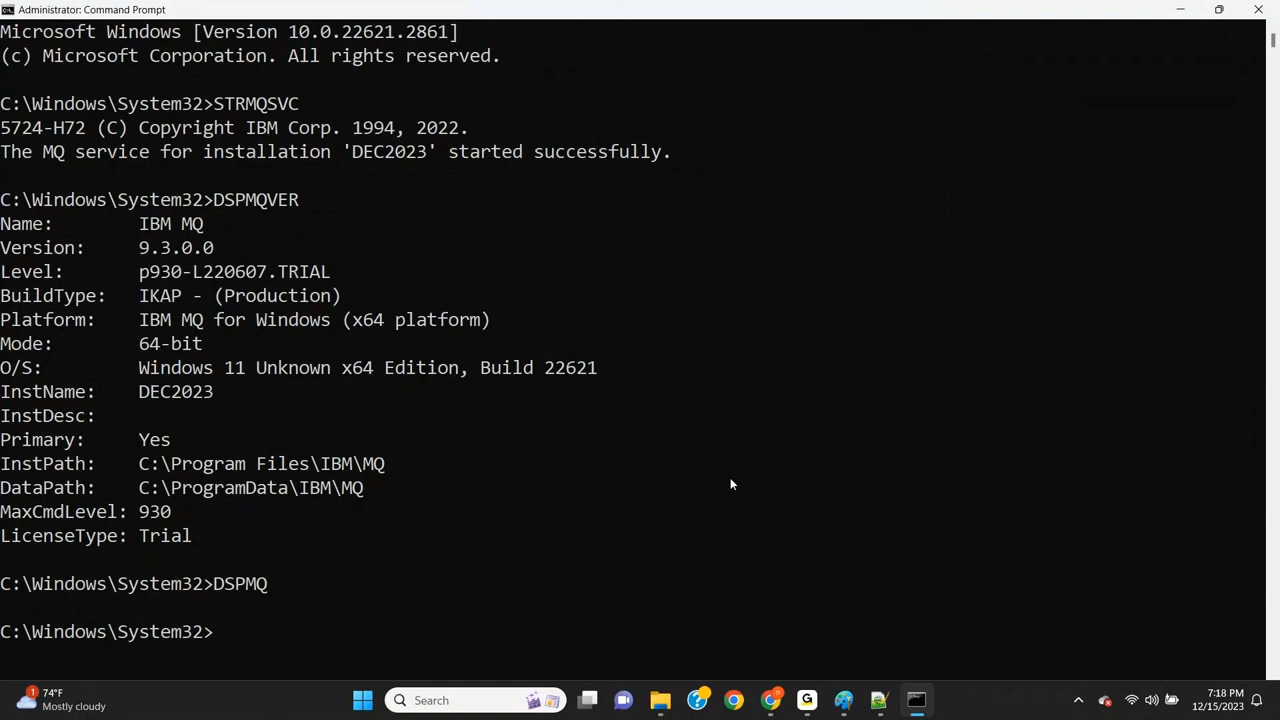 Administrator: Command Prompt
Microsoft Windows [Version 10.0.22621.2861]
(c) Microsoft Corporation. All rights reserved.
C:\Windows\System32>STRMQSVC
5724-H72 (C) Copyright IBM Corp. 1994, 2022.
The MQ service for installation 'DEC2023' started successfully.
C:\Windows\System32>DSPMQVER
Name: IBM MQ
Version: 9.3.0.0
Level: p930-L220607.TRIAL
BuildType: IKAP - (Production)
Platform: IBM MQ for Windows (x64 platform)
Mode: 64-bit
O/S: Windows 11 Unknown x64 Edition, Build 22621
InstName: DEC2023
InstDesc:
Primary: Yes
InstPath: C:\Program Files\IBM\MQ
DataPath: C:\ProgramData\IBM\MQ
MaxCmdLevel: 930
LicenseType: Trial
C:\Windows\System32>DSPMQ
C:\Windows\System32>
1
74°F
Mostly cloudy
Search
G
7:18 PM
12/15/2023